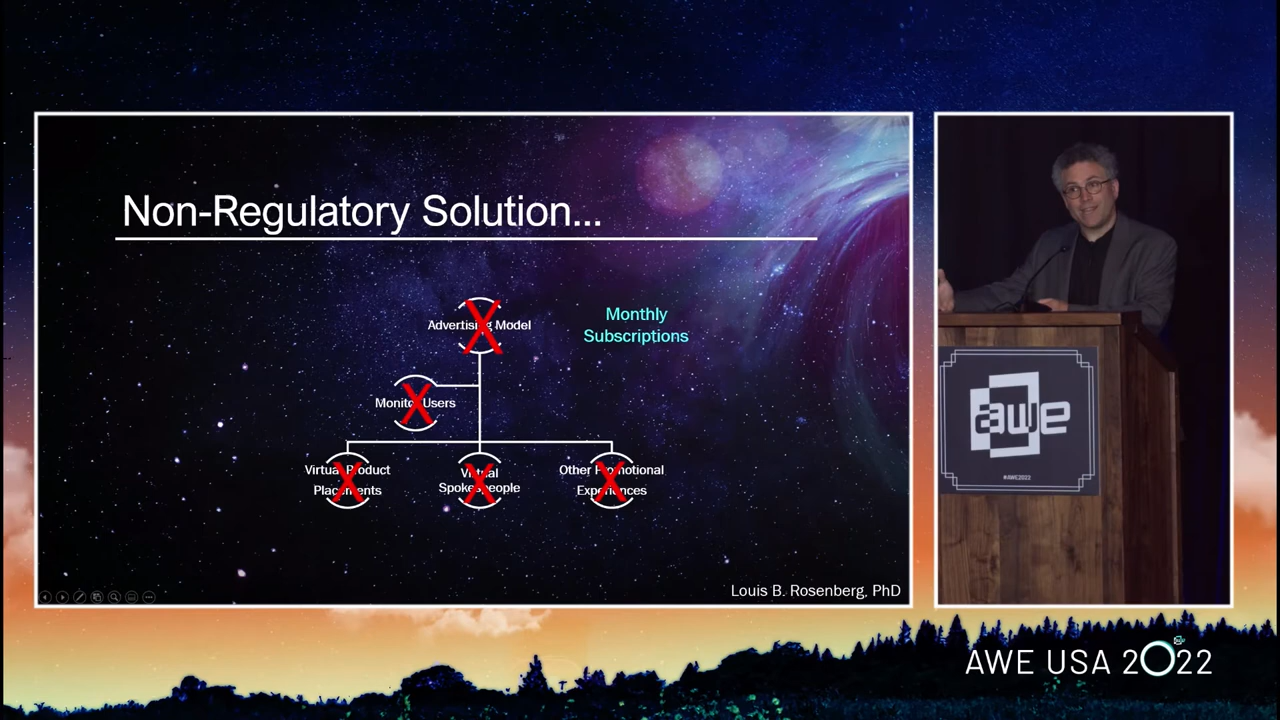 Non-Regulatory Solution...
Advertising Model
Monthly
Subscriptions
Monitor Users
Virtual Product
Placements
Virtual
Spokespeople
Other Promotional
Experiences
Louis B. Rosenberg, PhD
awe
#AWE2022
AWE USA 2022